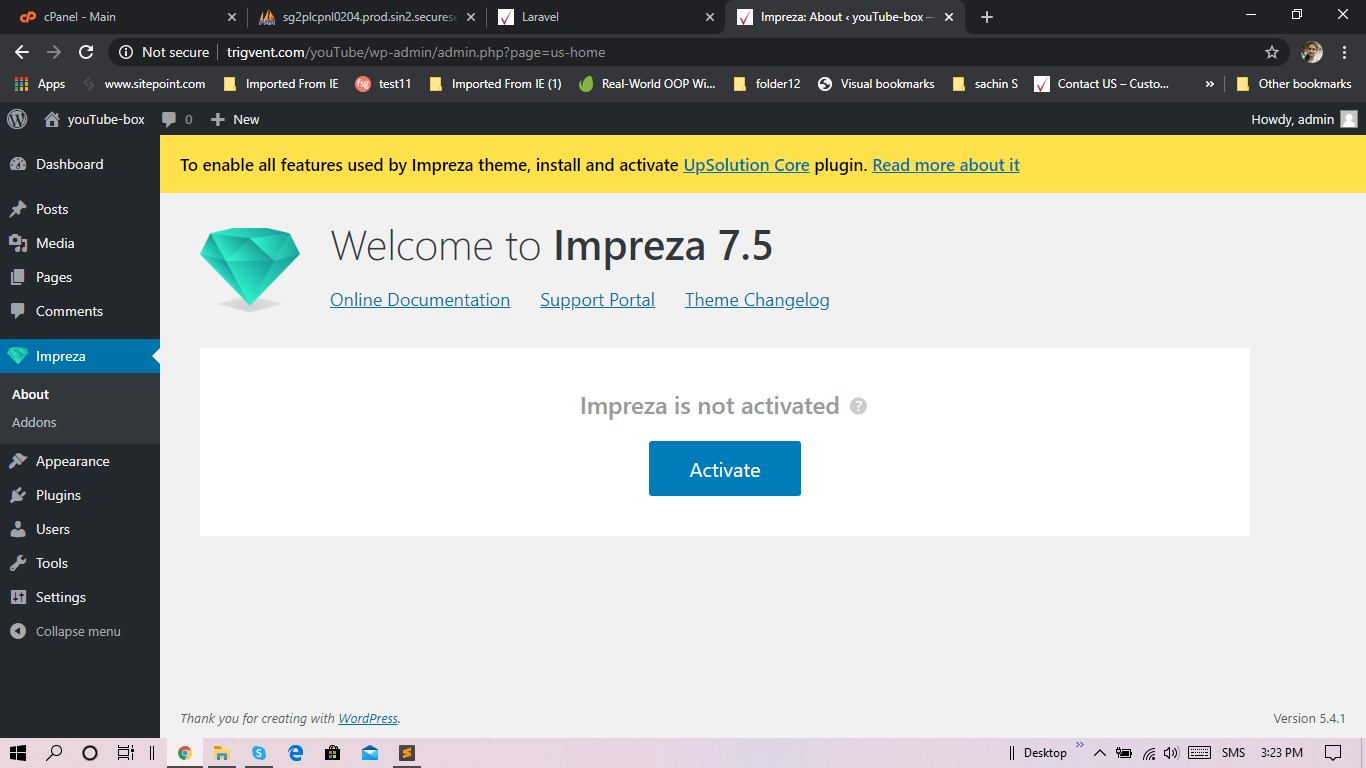 cPanel - Main
sg2plcpnl0204.prod.sin2.securese
Laravel
Impreza: About ‹ youTube-box —
Not secure | trigvent.com/youTube/wp-admin/admin.php?page=us-home
Apps
www.sitepoint.com
Imported From IE
fsg test11
Imported From IE (1)
Real-World OOP Wi...
folder12
Visual bookmarks
sachin S
Contact US – Custo...
»
Other bookmarks
youTube-box
0
New
Howdy, admin
Dashboard
Posts
Media
Pages
Comments
Impreza
About
Addons
Appearance
Plugins
Users
Tools
Settings
Collapse menu
To enable all features used by Impreza theme, install and activate UpSolution Core plugin. Read more about it
Welcome to Impreza 7.5
Online Documentation
Support Portal
Theme Changelog
Impreza is not activated ?
Activate
Thank you for creating with WordPress.
Version 5.4.1
Desktop
»
SMS
3:23 PM